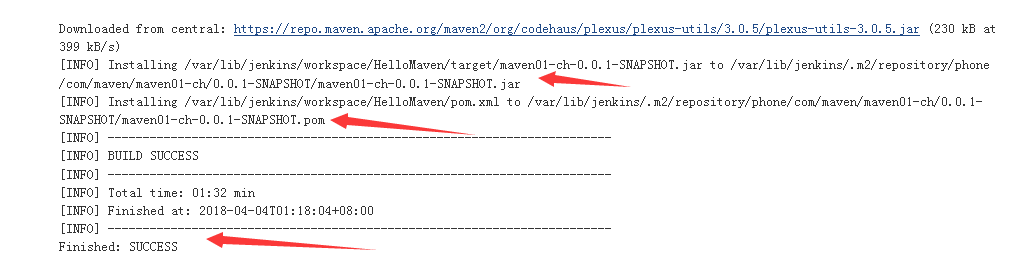 Downloaded from central: https://repo.maven.apache.org/maven2/org/codehaus/plexus/plexus-utils/3.0.5/plexus-utils-3.0.5.jar (230 kB at
399 kB/s)
[INFO] Installing /var/lib/jenkins/workspace/HelloMaven/target/maven01-ch-0.0.1-SNAPSHOT.jar to /var/lib/jenkins/.m2/repository/phone
/com/maven/maven01-ch/0.0.1-SNAPSHOT/maven01-ch-0.0.1-SNAPSHOT.jar
[INFO] Installing /var/lib/jenkins/workspace/HelloMaven/pom.xml to /var/lib/jenkins/.m2/repository/phone/com/maven/maven01-ch/0.0.1-
SNAPSHOT/maven01-ch-0.0.1-SNAPSHOT.pom
[INFO] ------------------------------------------------------------------------
[INFO] BUILD SUCCESS
[INFO] ------------------------------------------------------------------------
[INFO] Total time: 01:32 min
[INFO] Finished at: 2018-04-04T01:18:04+08:00
[INFO] ------------------------------------------------------------------------
Finished: SUCCESS